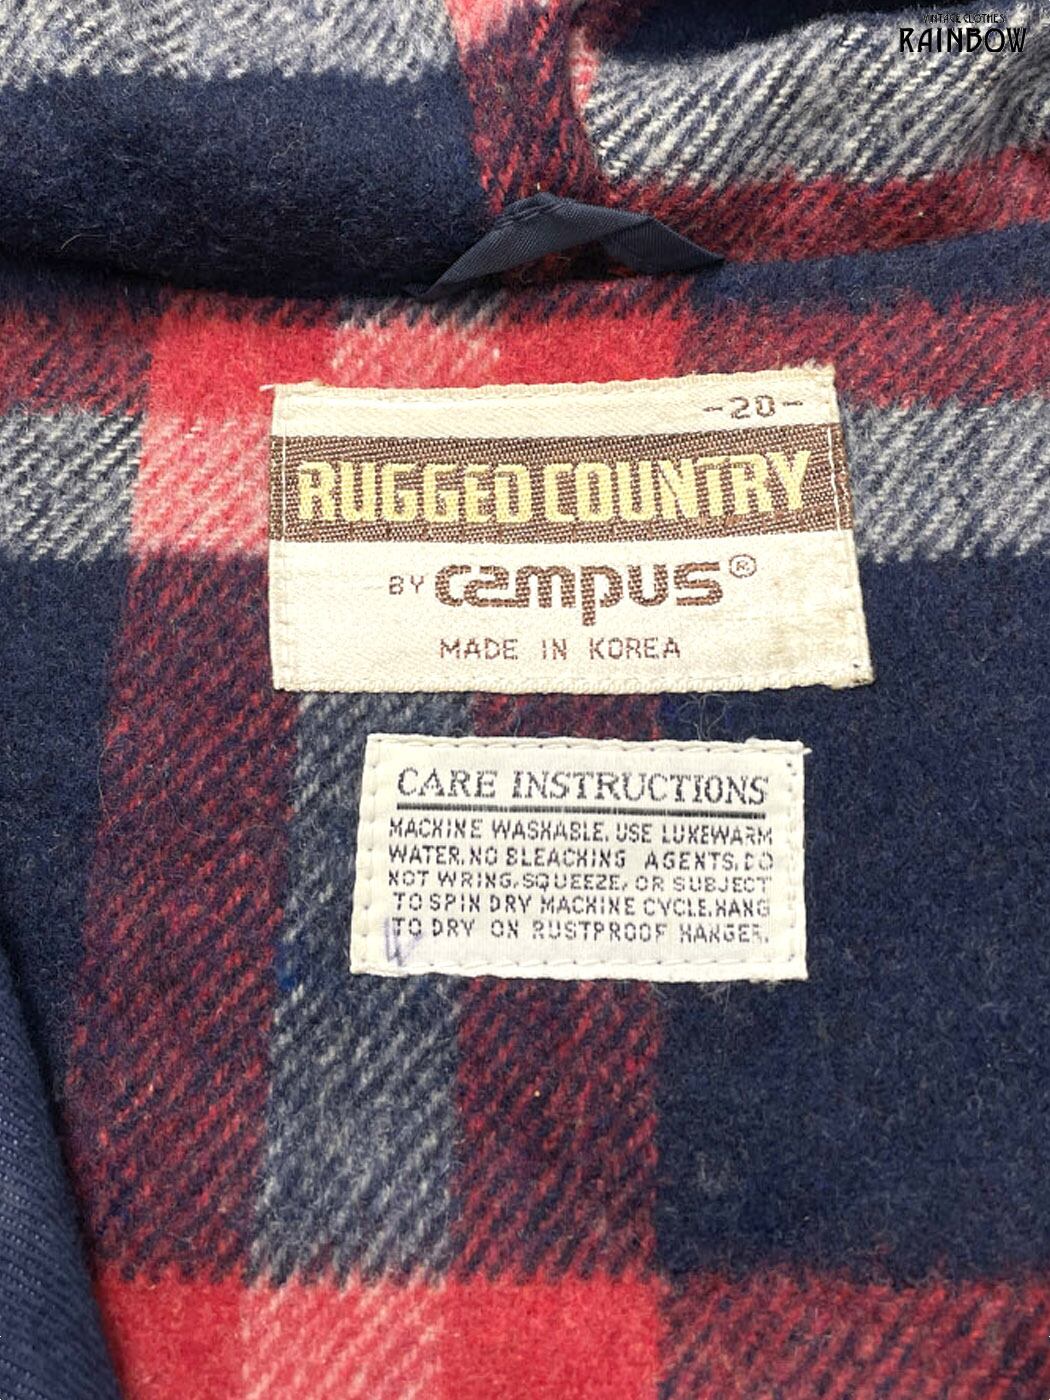 VINTAGE CLOTHES
RAINBOW
-20-
RUGGED COUNTRY
BY campus®
MADE IN KOREA
CARE INSTRUCTIONS
MACHINE WASHABLE. USE LUKEWARM
WATER. NO BLEACHING AGENTS. DO
NOT WRING, SQUEEZE, OR SUBJECT
TO SPIN DRY MACHINE CYCLE. HANG
TO DRY ON RUSTPROOF HANGER.